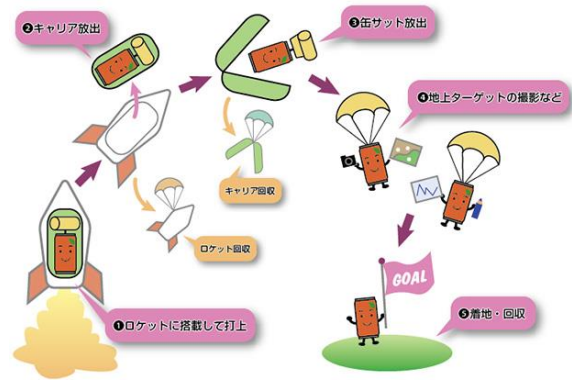 ❶ロケットに搭載して打上
❷キャリア放出
❸缶サット放出
❹地上ターゲットの撮影など
キャリア回収
ロケット回収
GOAL
❺着地・回収